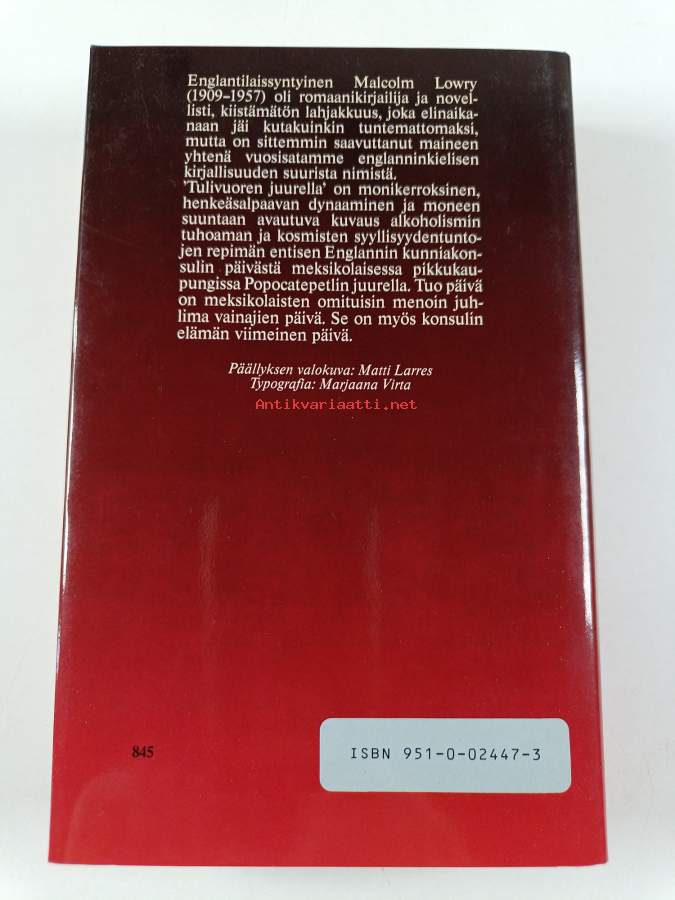 Englantilaissyntyinen Malcolm Lowry
(1909–1957) oli romaanikirjailija ja novel-
listi, kiistämätön lahjakkuus, joka elinaika-
naan jäi kutakuinkin tuntemattomaksi,
mutta on sittemmin saavuttanut maineen
yhtenä vuosisatamme englanninkielisen
kirjallisuuden suurista nimistä.
'Tulivuoren juurella' on monikerroksinen,
henkeäsalpaavan dynaaminen ja moneen
suuntaan avautuva kuvaus alkoholismin
tuhoaman ja kosmisten syyllisyydentunto-
jen repimän entisen Englannin kunniakon-
sulin päivästä meksikolaisessa pikkukau-
pungissa Popocatepetlin juurella. Tuo päivä
on meksikolaisten omituisin menoin juh-
lima vainajien päivä. Se on myös konsulin
elämän viimeinen päivä.
Päällyksen valokuva: Matti Larres
Typografia: Marjaana Virta
Antikvariaatti.net
845
ISBN 951-0-02447-3